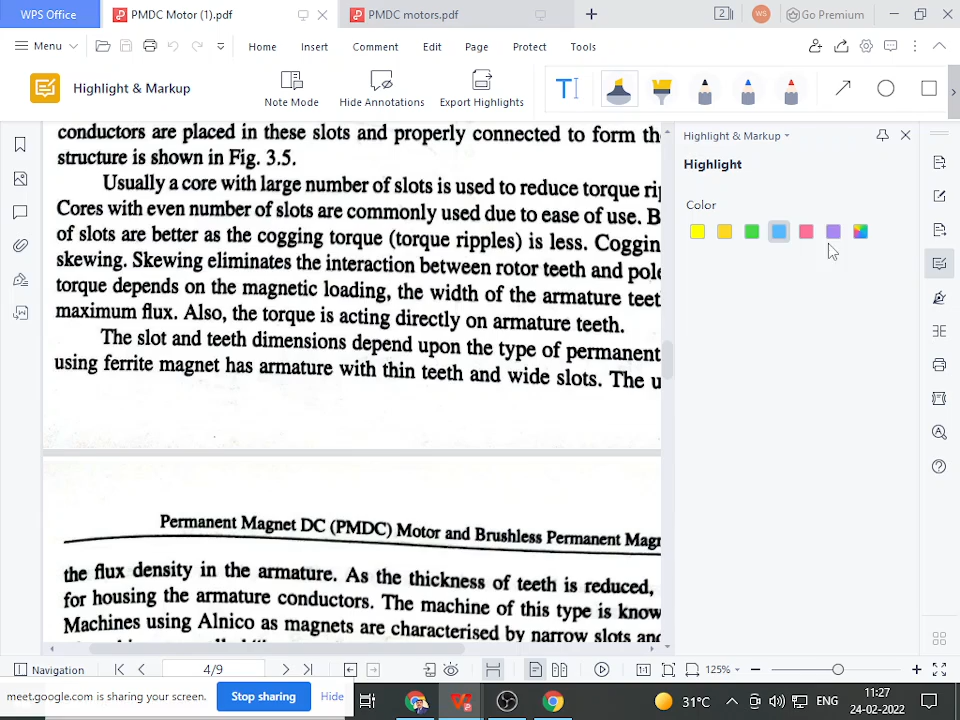 WPS Office
PMDC Motor (1).pdf
PMDC motors.pdf
2
WS
Go Premium
Menu
Home
Insert
Comment
Edit
Page
Protect
Tools
Highlight & Markup
Note Mode
Hide Annotations
Export Highlights
conductors are placed in these slots and properly connected to form th
structure is shown in Fig. 3.5.
Usually a core with large number of slots is used to reduce torque rip
Cores with even number of slots are commonly used due to ease of use. B
of slots are better as the cogging torque (torque ripples) is less. Coggin
skewing. Skewing eliminates the interaction between rotor teeth and pole
torque depends on the magnetic loading, the width of the armature teet
maximum flux. Also, the torque is acting directly on armature teeth.
The slot and teeth dimensions depend upon the type of permanent
using ferrite magnet has armature with thin teeth and wide slots. The u
Permanent Magnet DC (PMDC) Motor and Brushless Permanent Magn
the flux density in the armature. As the thickness of teeth is reduced,
for housing the armature conductors. The machine of this type is know
Machines using Alnico as magnets are characterised by narrow slots and
Highlight & Markup
Highlight
Color
Navigation
4/9
1:1
125%
meet.google.com is sharing your screen.
Stop sharing
Hide
31°C
ENG
11:27
24-02-2022